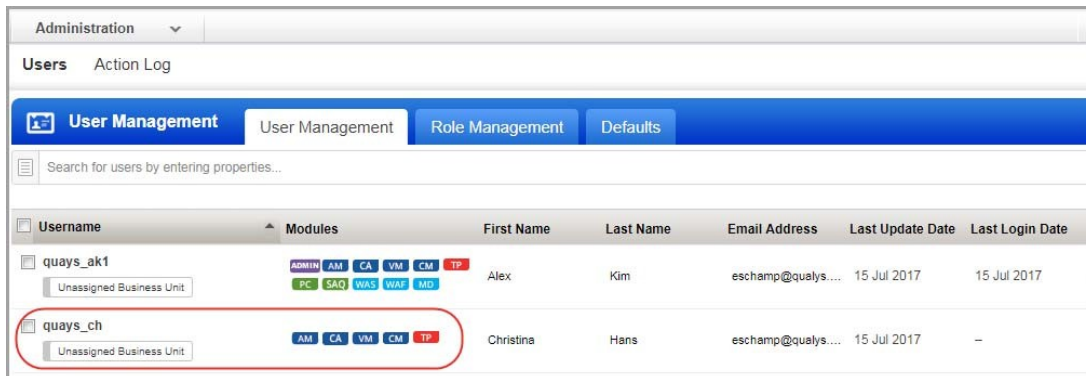 Administration
Users Action Log
User Management User Management Role Management Defaults
Search for users by entering properties...
Username Modules First Name Last Name Email Address Last Update Date Last Login Date
quays_ak1 ADMIN AM CA VM CM TP
Unassigned Business Unit PC SAQ WAS WAF MD Alex Kim eschamp@qualys.... 15 Jul 2017 15 Jul 2017
quays_ch
Unassigned Business Unit AM CA VM CM TP Christina Hans eschamp@qualys.... 15 Jul 2017 –